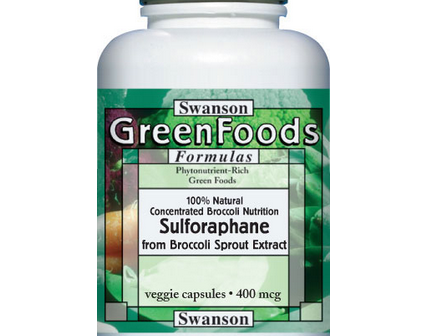 Swanson
GreenFoods
Formulas
Phytonutrient-Rich
Green Foods
100% Natural
Concentrated Broccoli Nutrition
Sulforaphane
from Broccoli Sprout Extract
veggie capsules • 400 mcg
Swanson